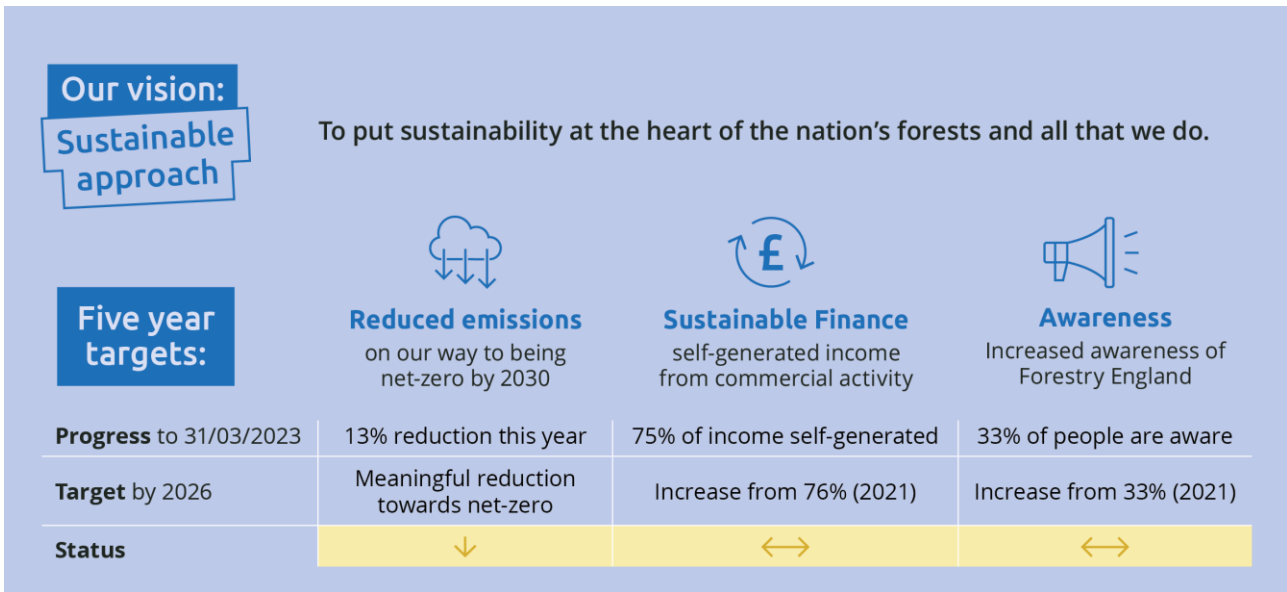 Our vision:
Sustainable
approach
To put sustainability at the heart of the nation’s forests and all that we do.
Five year
targets:
£
Reduced emissions
on our way to being
net-zero by 2030
Sustainable Finance
self-generated income
from commercial activity
Awareness
Increased awareness of
Forestry England
Progress to 31/03/2023 13% reduction this year 75% of income self-generated 33% of people are aware
Target by 2026 Meaningful reduction
towards net-zero Increase from 76% (2021) Increase from 33% (2021)
Status